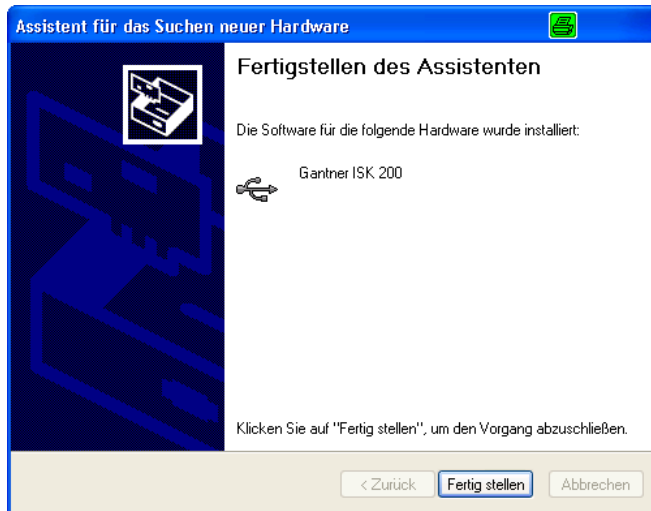 Assistent für das Suchen neuer Hardware
Fertigstellen des Assistenten
Die Software für die folgende Hardware wurde installiert:
Gantner ISK 200
Klicken Sie auf "Fertig stellen", um den Vorgang abzuschließen.
< Zurück Fertig stellen Abbrechen